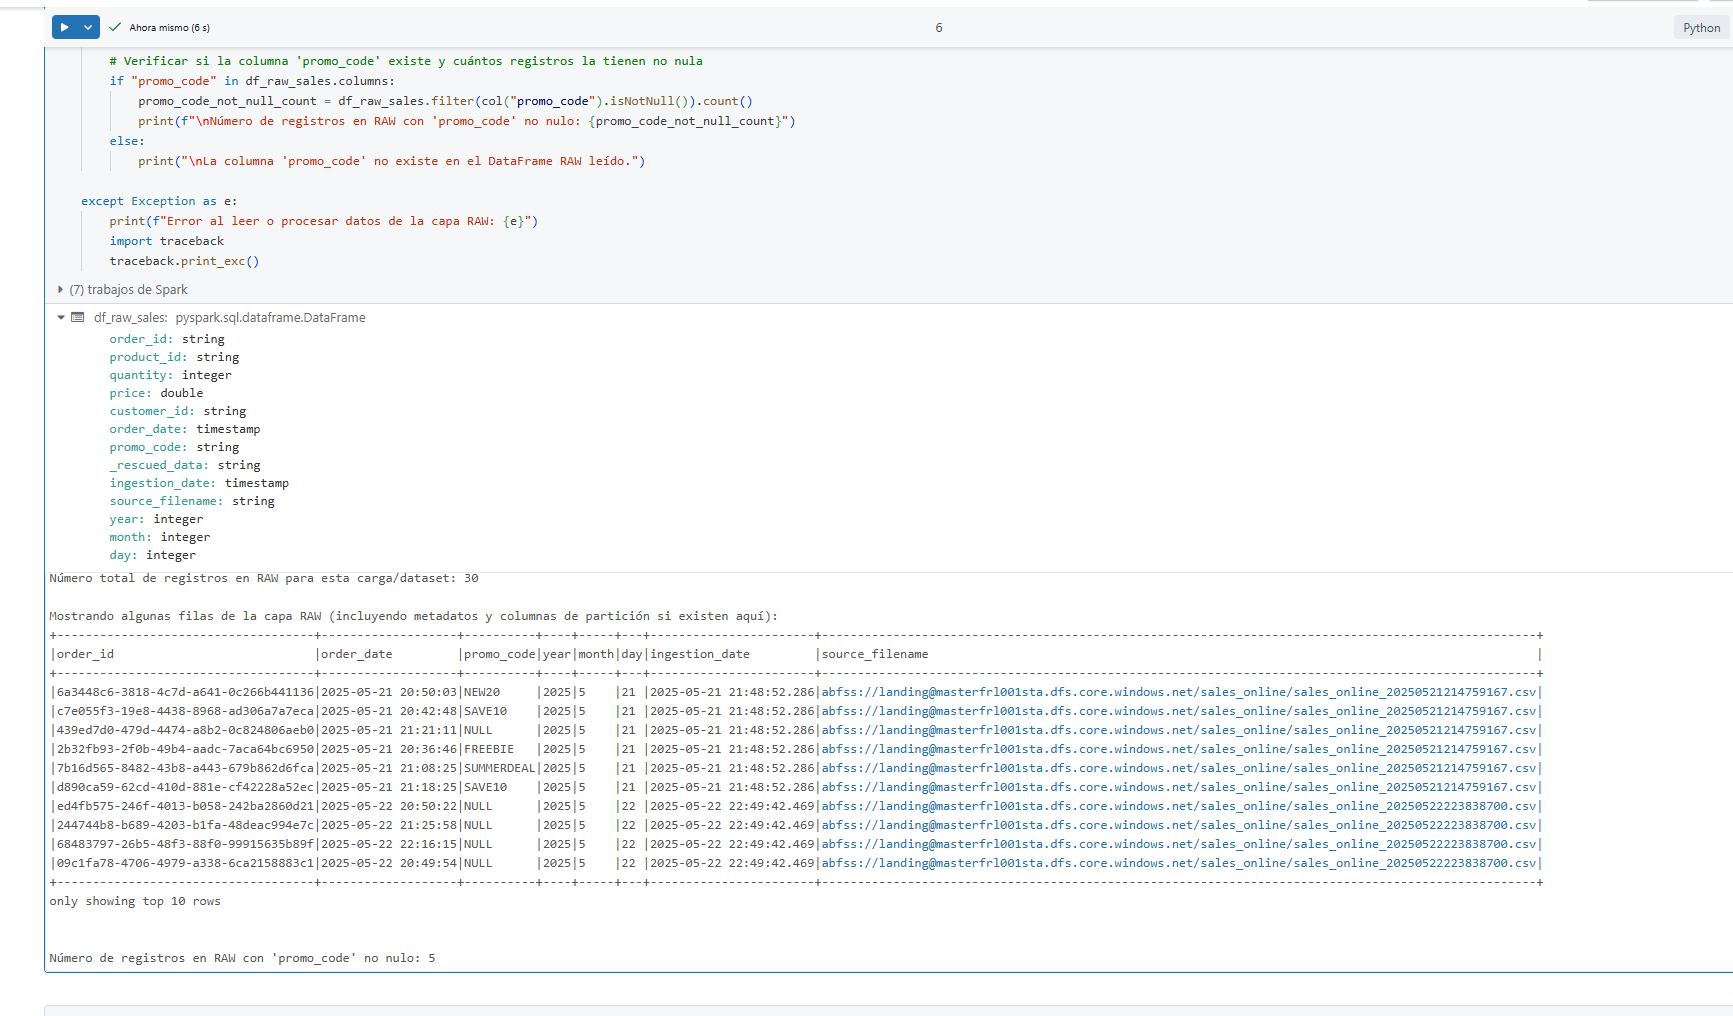 Ahora mismo (6 s)
6
Python
# Verificar si la columna 'promo_code' existe y cuántos registros la tienen no nula
if "promo_code" in df_raw_sales.columns:
promo_code_not_null_count = df_raw_sales.filter(col("promo_code").isNotNull()).count()
print(f"\nNúmero de registros en RAW con 'promo_code' no nulo: {promo_code_not_null_count}")
else:
print("\nLa columna 'promo_code' no existe en el DataFrame RAW leído.")
except Exception as e:
print(f"Error al leer o procesar datos de la capa RAW: {e}")
import traceback
traceback.print_exc()
(7) trabajos de Spark
df_raw_sales: pyspark.sql.dataframe.DataFrame
order_id: string
product_id: string
quantity: integer
price: double
customer_id: string
order_date: timestamp
promo_code: string
_rescued_data: string
ingestion_date: timestamp
source_filename: string
year: integer
month: integer
day: integer
Número total de registros en RAW para esta carga/dataset: 30
Mostrando algunas filas de la capa RAW (incluyendo metadatos y columnas de partición si existen aquí):
+------------------------------------+-------------------+----------+----+-----+---+-----------------------+----------------------------------------------------------------------------------------------------+
|order_id                            |order_date         |promo_code|year|month|day|ingestion_date         |source_filename                                                                                     |
+------------------------------------+-------------------+----------+----+-----+---+-----------------------+----------------------------------------------------------------------------------------------------+
|6a3448c6-3818-4c7d-a641-0c266b441136|2025-05-21 20:50:03|NEW20     |2025|5    |21 |2025-05-21 21:48:52.286|abfss://landing@masterfrl001sta.dfs.core.windows.net/sales_online/sales_online_20250521214759167.csv|
|c7e055f3-19e8-4438-8968-ad306a7a7eca|2025-05-21 20:42:48|SAVE10    |2025|5    |21 |2025-05-21 21:48:52.286|abfss://landing@masterfrl001sta.dfs.core.windows.net/sales_online/sales_online_20250521214759167.csv|
|439ed7d0-479d-4474-a8b2-0c824806aeb0|2025-05-21 21:21:11|NULL      |2025|5    |21 |2025-05-21 21:48:52.286|abfss://landing@masterfrl001sta.dfs.core.windows.net/sales_online/sales_online_20250521214759167.csv|
|2b32fb93-2f0b-49b4-aadc-7aca64bc6950|2025-05-21 20:36:46|FREEBIE   |2025|5    |21 |2025-05-21 21:48:52.286|abfss://landing@masterfrl001sta.dfs.core.windows.net/sales_online/sales_online_20250521214759167.csv|
|7b16d565-8482-43b8-a443-679b862d6fca|2025-05-21 21:08:25|SUMMERDEAL|2025|5    |21 |2025-05-21 21:48:52.286|abfss://landing@masterfrl001sta.dfs.core.windows.net/sales_online/sales_online_20250521214759167.csv|
|d890ca59-62cd-410d-881e-cf42228a52ec|2025-05-21 21:18:25|SAVE10    |2025|5    |21 |2025-05-21 21:48:52.286|abfss://landing@masterfrl001sta.dfs.core.windows.net/sales_online/sales_online_20250521214759167.csv|
|ed4fb575-246f-4013-b058-242ba2860d21|2025-05-22 20:50:22|NULL      |2025|5    |22 |2025-05-22 22:49:42.469|abfss://landing@masterfrl001sta.dfs.core.windows.net/sales_online/sales_online_20250522223838700.csv|
|244744b8-b689-4203-b1fa-48deac994e7c|2025-05-22 21:25:58|NULL      |2025|5    |22 |2025-05-22 22:49:42.469|abfss://landing@masterfrl001sta.dfs.core.windows.net/sales_online/sales_online_20250522223838700.csv|
|68483797-26b5-48f3-88f0-99915635b89f|2025-05-22 22:16:15|NULL      |2025|5    |22 |2025-05-22 22:49:42.469|abfss://landing@masterfrl001sta.dfs.core.windows.net/sales_online/sales_online_20250522223838700.csv|
|09c1fa78-4706-4979-a338-6ca2158883c1|2025-05-22 20:49:54|NULL      |2025|5    |22 |2025-05-22 22:49:42.469|abfss://landing@masterfrl001sta.dfs.core.windows.net/sales_online/sales_online_20250522223838700.csv|
+------------------------------------+-------------------+----------+----+-----+---+-----------------------+----------------------------------------------------------------------------------------------------+
only showing top 10 rows
Número de registros en RAW con 'promo_code' no nulo: 5